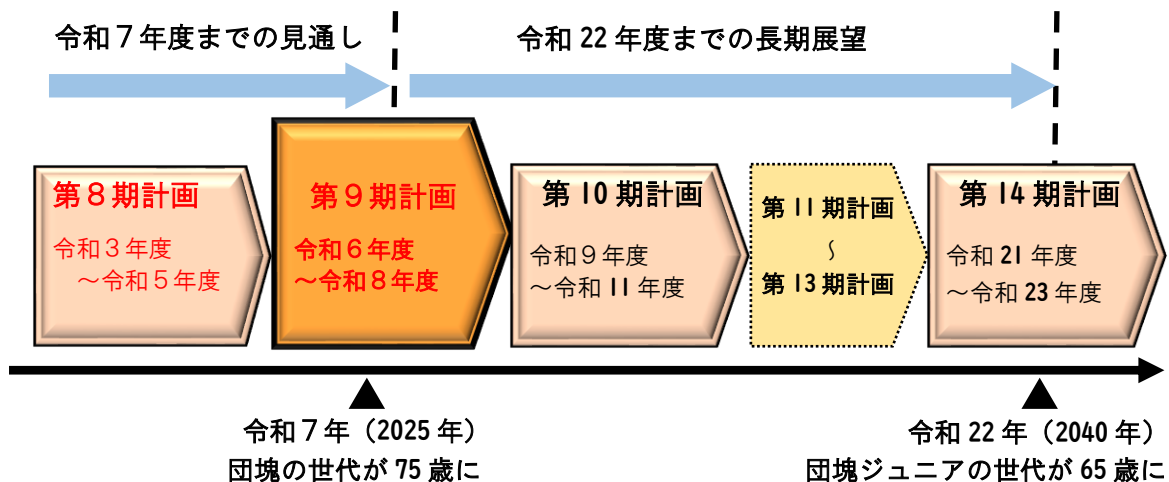 令和７年度までの見通し
令和 22 年度までの長期展望
第８期計画
令和３年度
～令和５年度
第９期計画
令和６年度
～令和８年度
第 10 期計画
令和９年度
～令和 11 年度
第 11 期計画
～
第 13 期計画
第 14 期計画
令和 21 年度
～令和 23 年度
令和７年（2025 年）
団塊の世代が 75 歳に
令和 22 年（2040 年）
団塊ジュニアの世代が 65 歳に